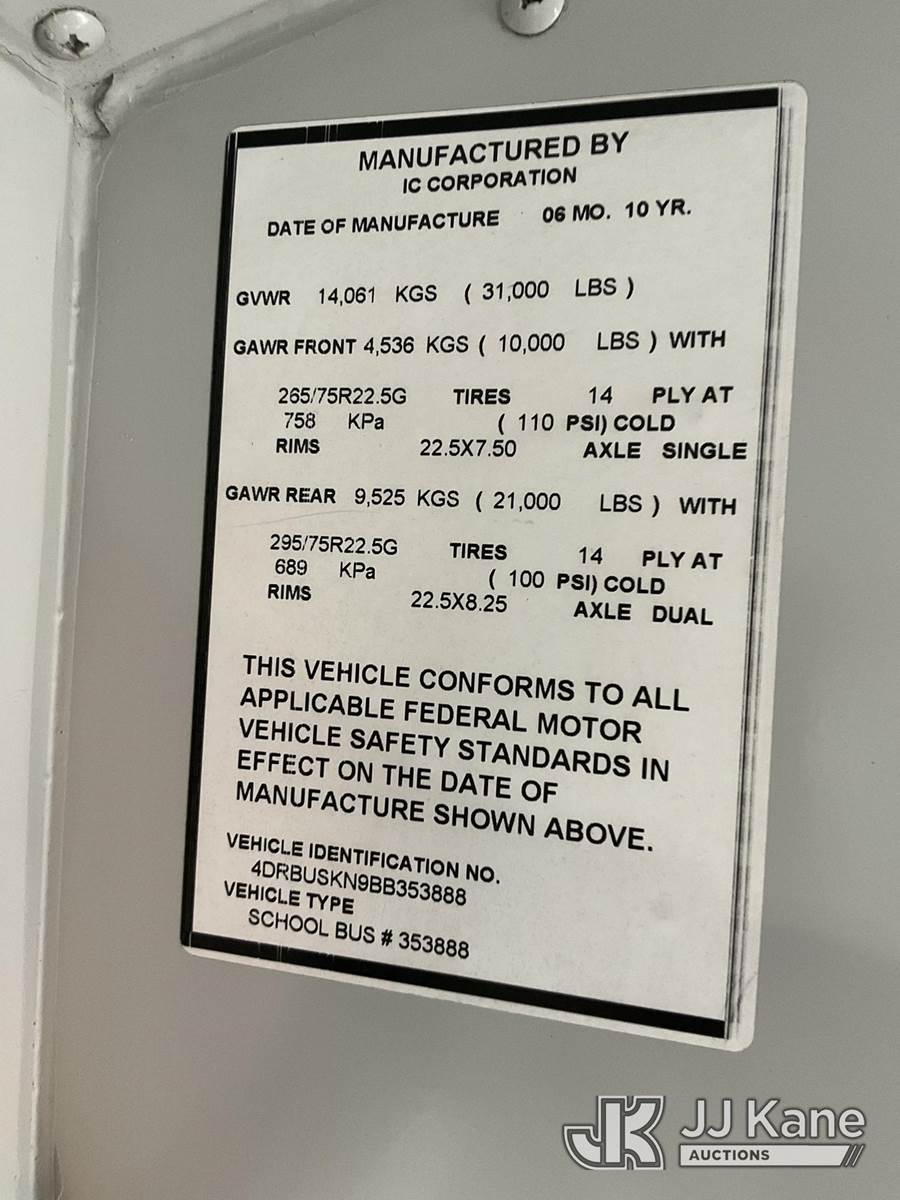 MANUFACTURED BY
IC CORPORATION
DATE OF MANUFACTURE 06 MO. 10 YR.
GVWR 14,061 KGS ( 31,000 LBS )
GAWR FRONT 4,536 KGS ( 10,000 LBS ) WITH
265/75R22.5G TIRES 14 PLY AT
758 KPa ( 110 PSI) COLD
RIMS 22.5X7.50 AXLE SINGLE
GAWR REAR 9,525 KGS ( 21,000 LBS ) WITH
295/75R22.5G TIRES 14 PLY AT
689 KPa ( 100 PSI) COLD
RIMS 22.5X8.25 AXLE DUAL
THIS VEHICLE CONFORMS TO ALL
APPLICABLE FEDERAL MOTOR
VEHICLE SAFETY STANDARDS IN
EFFECT ON THE DATE OF
MANUFACTURE SHOWN ABOVE.
VEHICLE IDENTIFICATION NO.
4DRBUSKN9BB353888
VEHICLE TYPE
SCHOOL BUS # 353888
JK JJ Kane
AUCTIONS